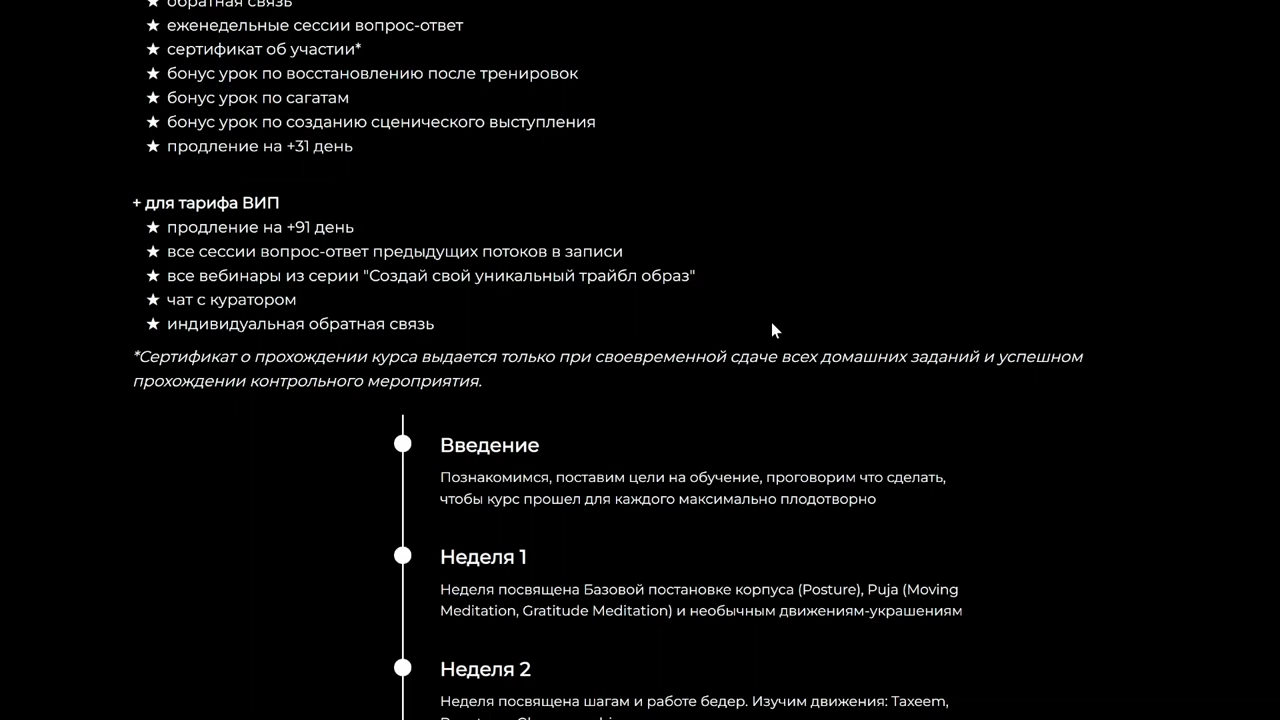 ★ обратная связь
★ еженедельные сессии вопрос-ответ
★ сертификат об участии*
★ бонус урок по восстановлению после тренировок
★ бонус урок по сагатам
★ бонус урок по созданию сценического выступления
★ продление на +31 день
+ для тарифа ВИП
★ продление на +91 день
★ все сессии вопрос-ответ предыдущих потоков в записи
★ все вебинары из серии "Создай свой уникальный трайбл образ"
★ чат с куратором
★ индивидуальная обратная связь
*Сертификат о прохождении курса выдается только при своевременной сдаче всех домашних заданий и успешном
прохождении контрольного мероприятия.
Введение
Познакомимся, поставим цели на обучение, проговорим что сделать,
чтобы курс прошел для каждого максимально плодотворно
Неделя 1
Неделя посвящена Базовой постановке корпуса (Posture), Puja (Moving
Meditation, Gratitude Meditation) и необычным движениям-украшениям
Неделя 2
Неделя посвящена шагам и работе бедер. Изучим движения: Taxeem,